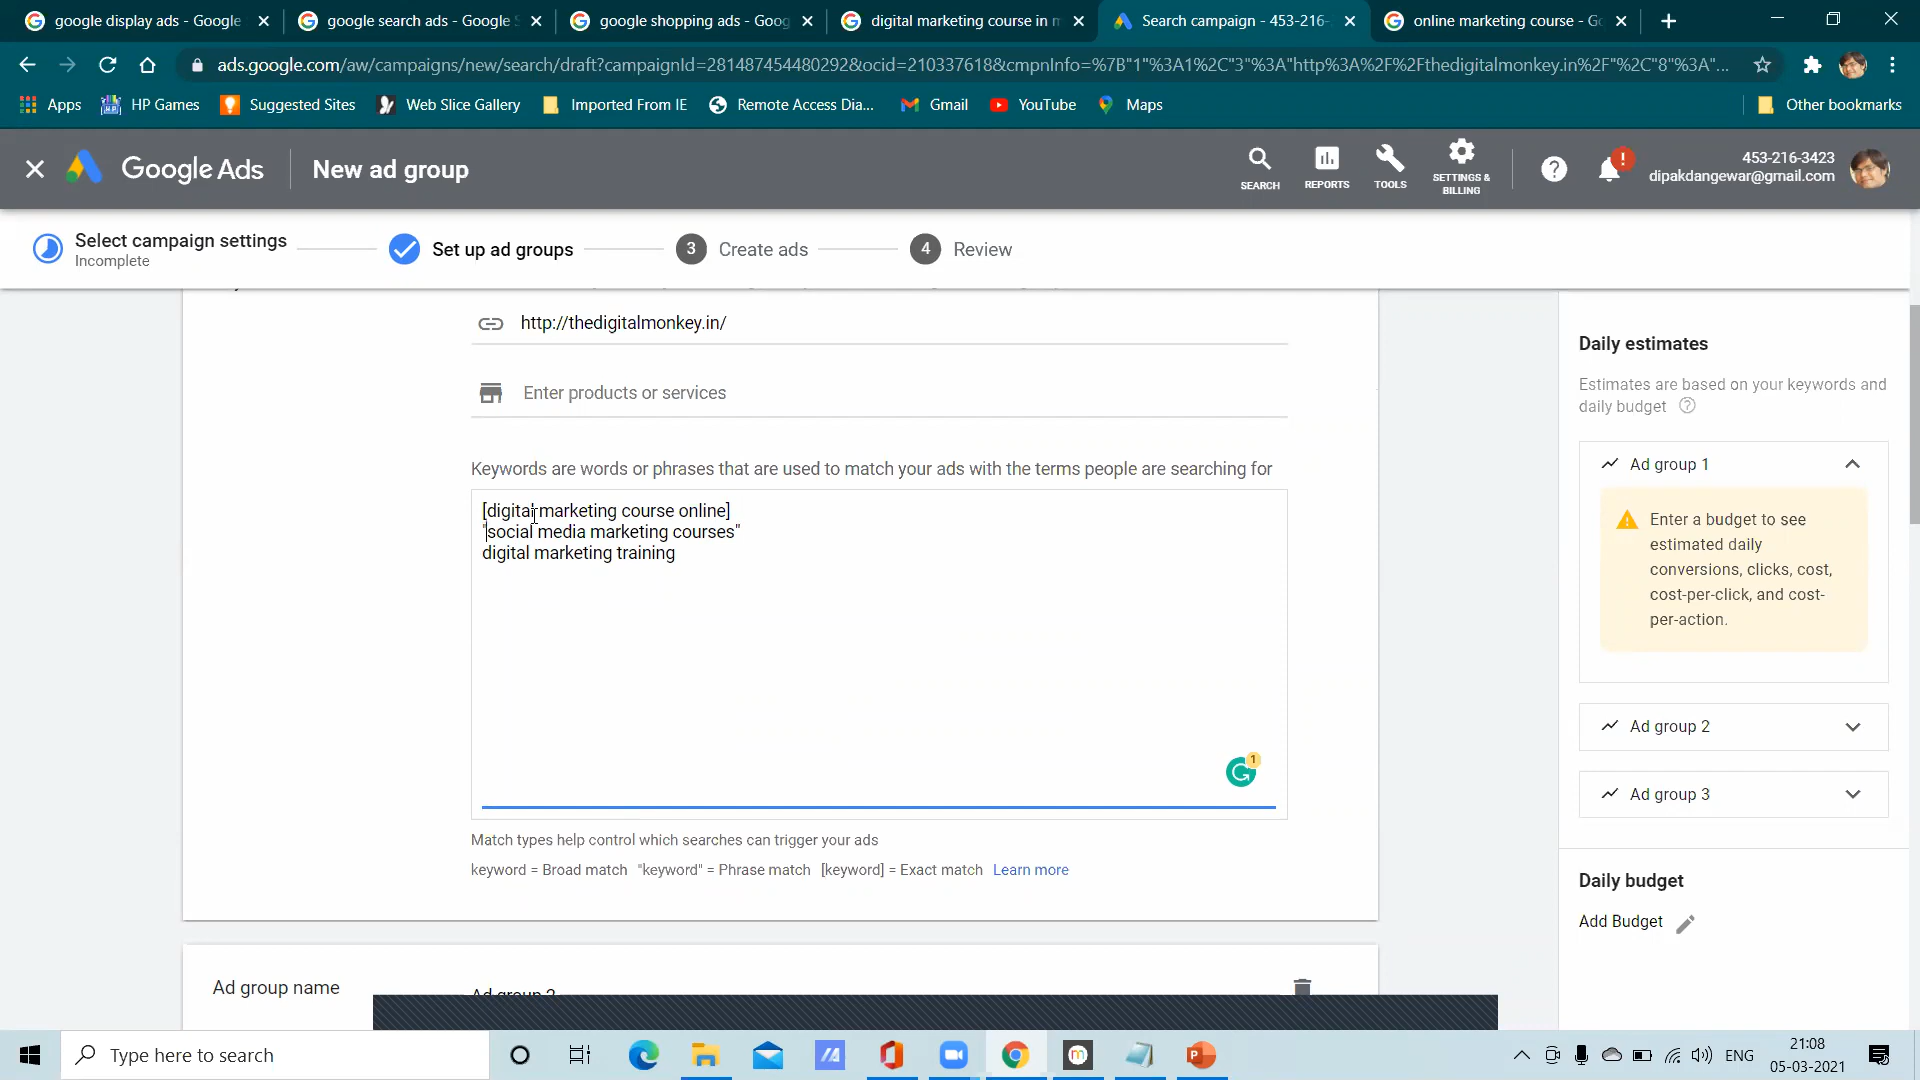 google display ads - Google
google search ads - Google S
google shopping ads - Goog
digital marketing course in m
Search campaign - 453-216-
online marketing course - Go
ads.google.com/aw/campaigns/new/search/draft?campaignId=281487454480292&ocid=210337618&cmpnInfo=%7B"1"%3A1%2C"3"%3A"http%3A%2F%2Fthedigitalmonkey.in%2F"%2C"8"%3A"...
Apps
HP Games
Suggested Sites
Web Slice Gallery
Imported From IE
Remote Access Dia...
Gmail
YouTube
Maps
Other bookmarks
Google Ads
New ad group
SEARCH
REPORTS
TOOLS
SETTINGS &
BILLING
453-216-3423
dipakdangewar@gmail.com
Select campaign settings
Incomplete
Set up ad groups
3
Create ads
4
Review
http://thedigitalmonkey.in/
Enter products or services
Keywords are words or phrases that are used to match your ads with the terms people are searching for
[digital marketing course online]
"social media marketing courses"
digital marketing training
1
Match types help control which searches can trigger your ads
keyword = Broad match "keyword" = Phrase match [keyword] = Exact match Learn more
Ad group name
Ad group 2
Daily estimates
Estimates are based on your keywords and
daily budget
Ad group 1
Enter a budget to see
estimated daily
conversions, clicks, cost,
cost-per-click, and cost-
per-action.
Ad group 2
Ad group 3
Daily budget
Add Budget
Type here to search
ENG
21:08
05-03-2021